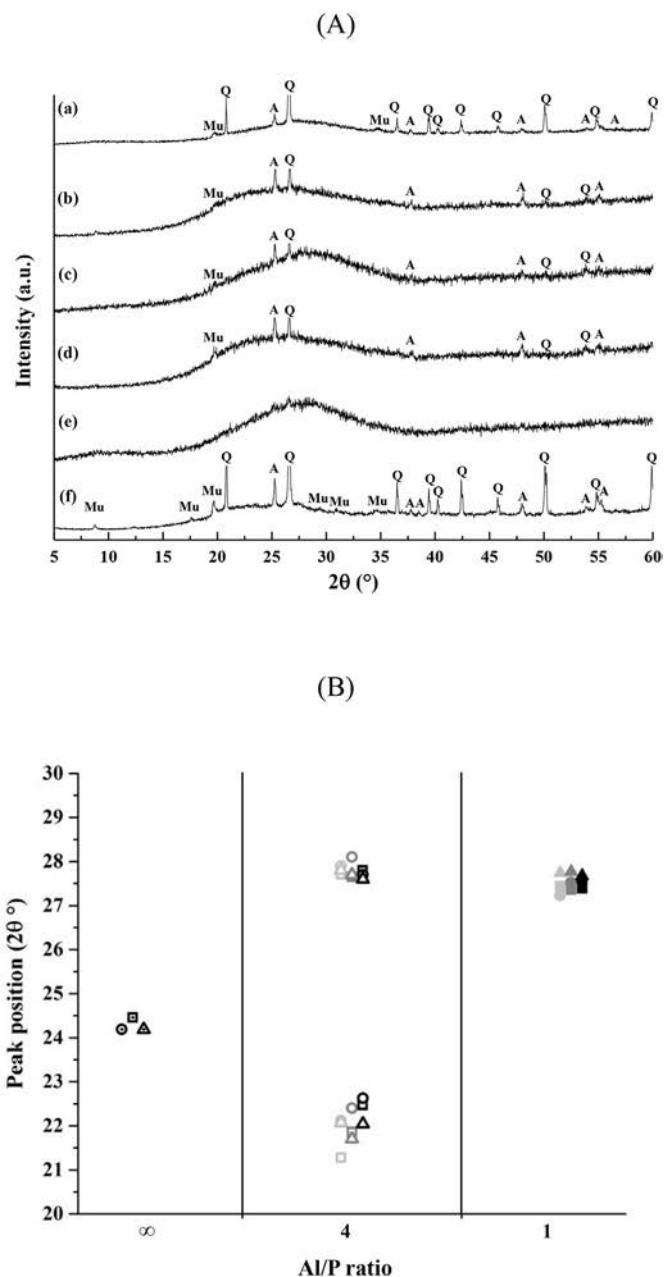 (A)
(a)
Mu
Q
A
Q
Mu
Q
A
Q
Q
Q
Q
A
Q
A
Q
A
Q
(b)
Mu
A
Q
A
A
Q
Q
A
(c)
Mu
A
Q
A
A
Q
Q
A
(d)
Mu
A
Q
A
A
Q
Q
A
(e)
(f)
Mu
Mu
Mu
Q
A
Q
Mu
Mu
Mu
Q
A
A
Q
Q
Q
Q
A
Q
A
Q
A
Q
Intensity (a.u.)
5 10 15 20 25 30 35 40 45 50 55 60
2θ (°)
(B)
30
29
28
27
26
25
24
23
22
21
20
Peak position (2θ °)
∞ 4 1
Al/P ratio